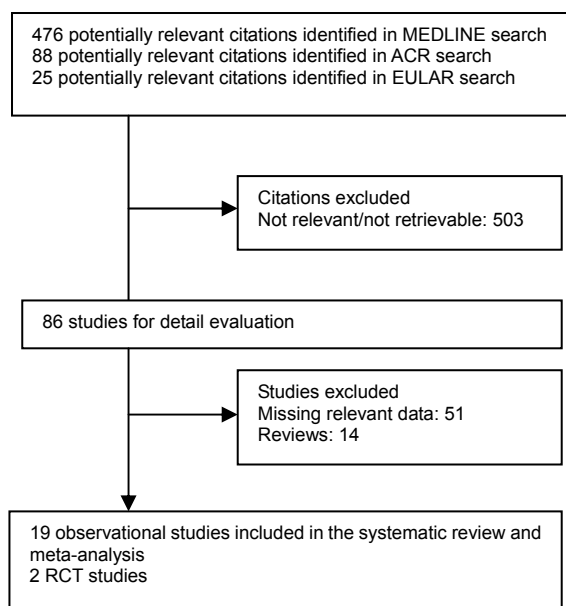 476 potentially relevant citations identified in MEDLINE search
88 potentially relevant citations identified in ACR search
25 potentially relevant citations identified in EULAR search
Citations excluded
Not relevant/not retrievable: 503
86 studies for detail evaluation
Studies excluded
Missing relevant data: 51
Reviews: 14
19 observational studies included in the systematic review and
meta-analysis
2 RCT studies